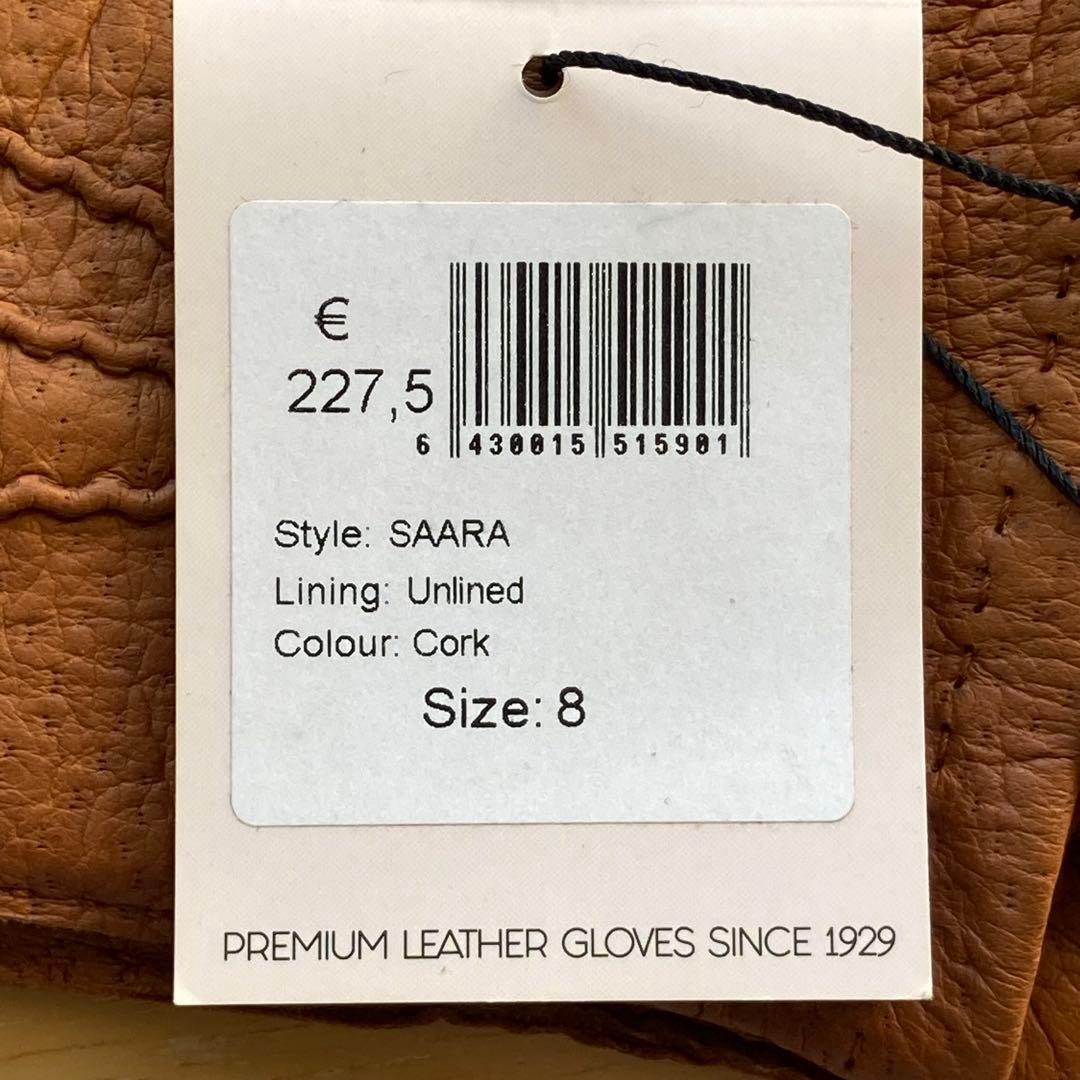 €
227,5
6 430015 515901
Style: SAARA
Lining: Unlined
Colour: Cork
Size: 8
PREMIUM LEATHER GLOVES SINCE 1929